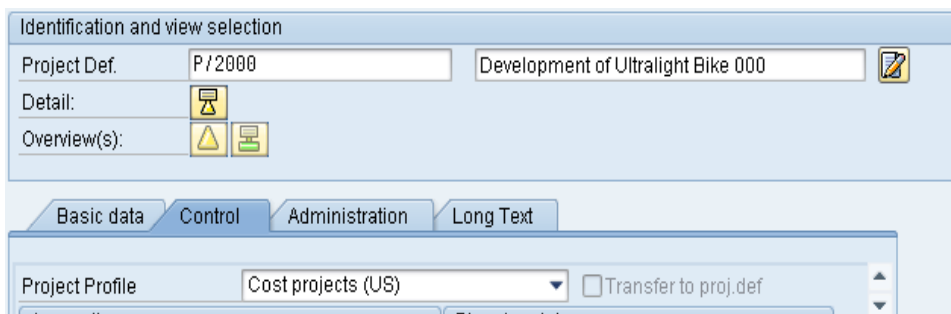 Identification and view selection
Project Def. P/2000 Development of Ultralight Bike 000
Detail:
Overview(s):
Basic data Control Administration Long Text
Project Profile Cost projects (US) Transfer to proj.def